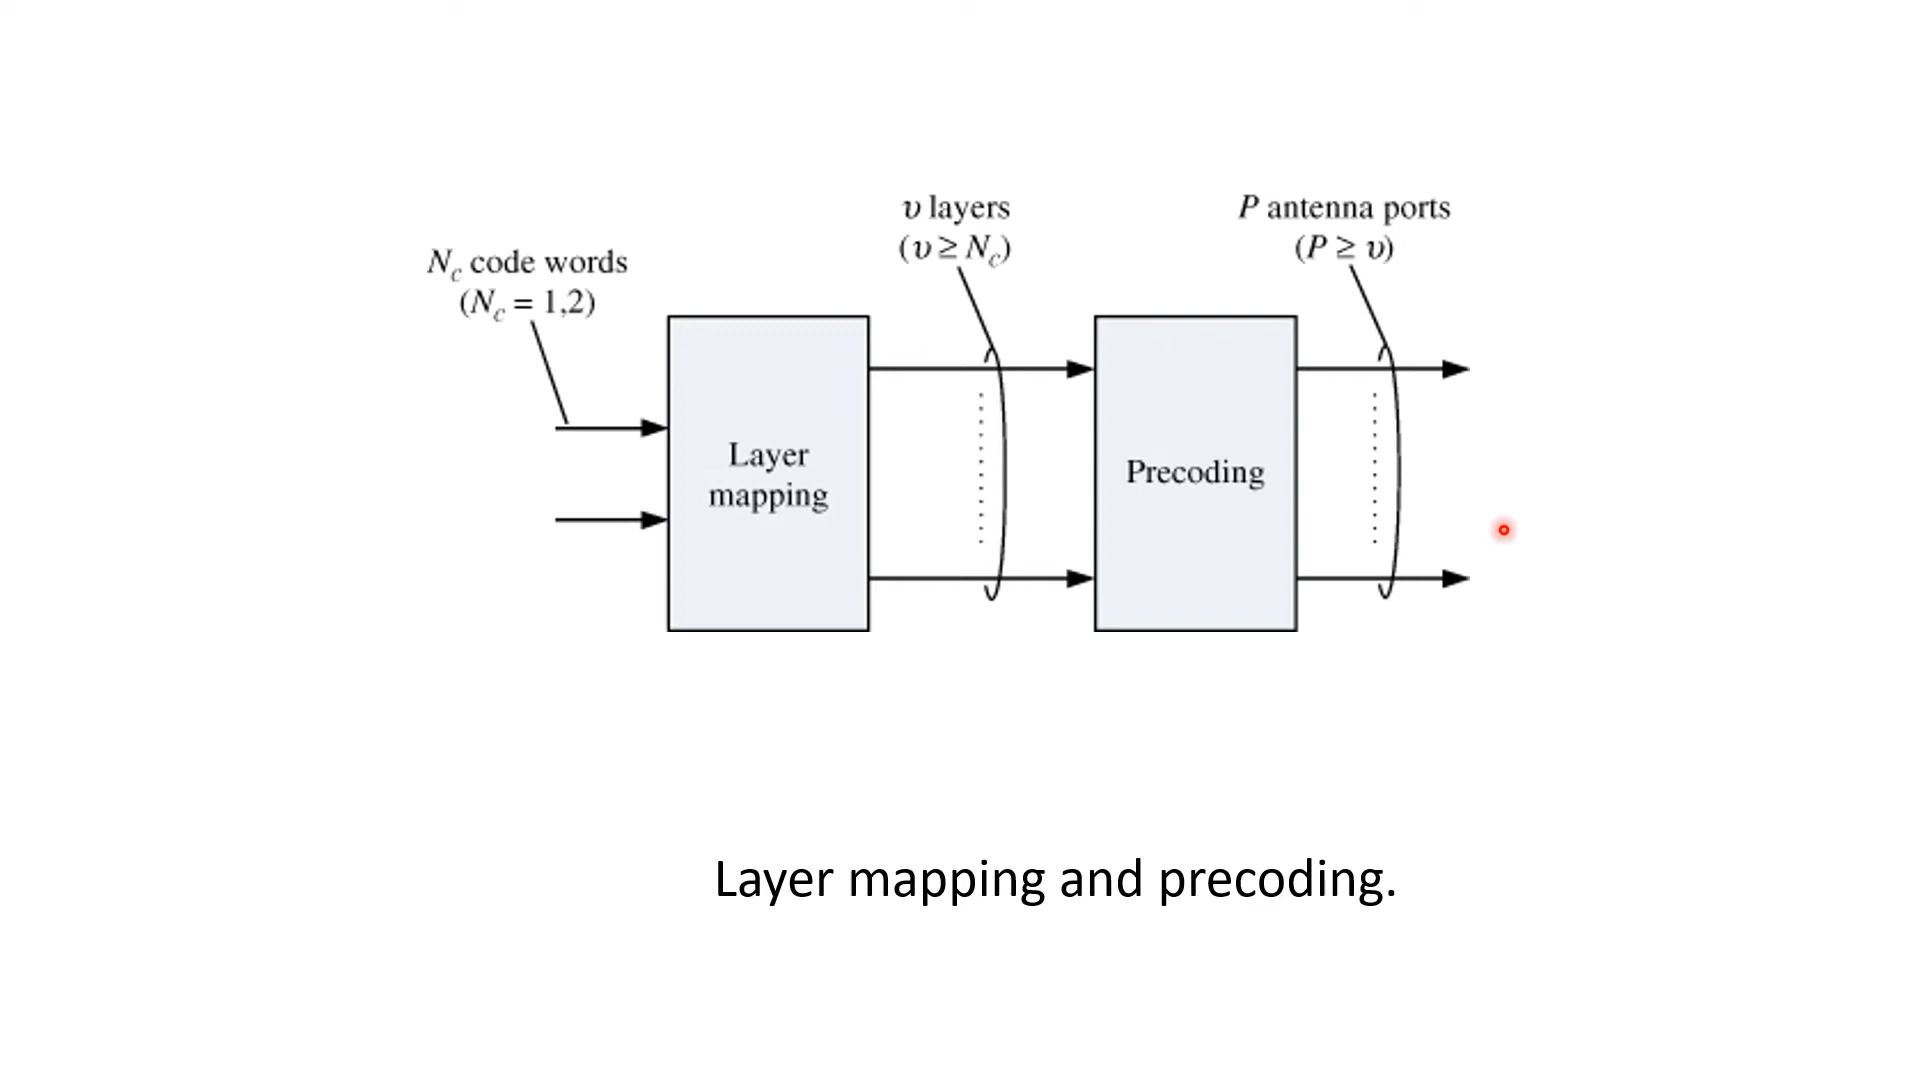 N_c code words
(N_c = 1,2)
υ layers
(υ ≥ N_c)
P antenna ports
(P ≥ υ)
Layer
mapping
Precoding
Layer mapping and precoding.